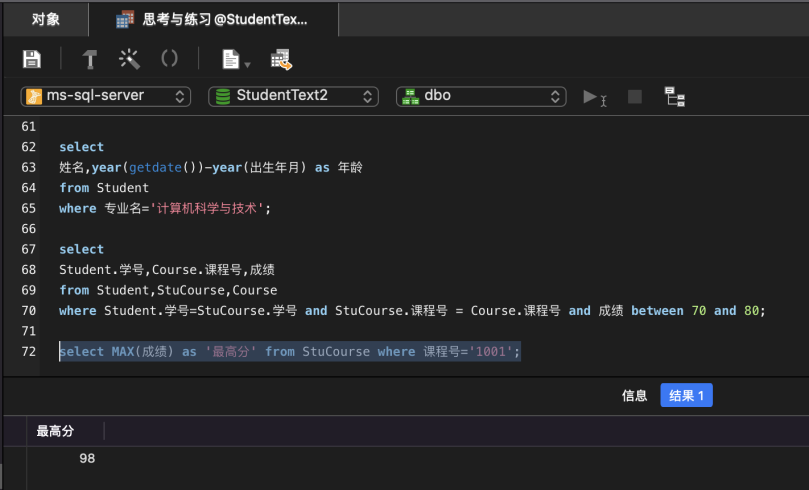 对象
思考与练习@StudentTex...
ms-sql-server
StudentText2
dbo
61
62 select
63 姓名,year(getdate())-year(出生年月) as 年龄
64 from Student
65 where 专业名='计算机科学与技术';
66
67 select
68 Student.学号,Course.课程号,成绩
69 from Student,StuCourse,Course
70 where Student.学号=StuCourse.学号 and StuCourse.课程号 = Course.课程号 and 成绩 between 70 and 80;
71
72 select MAX(成绩) as '最高分' from StuCourse where 课程号='1001';
信息
结果 1
最高分
98